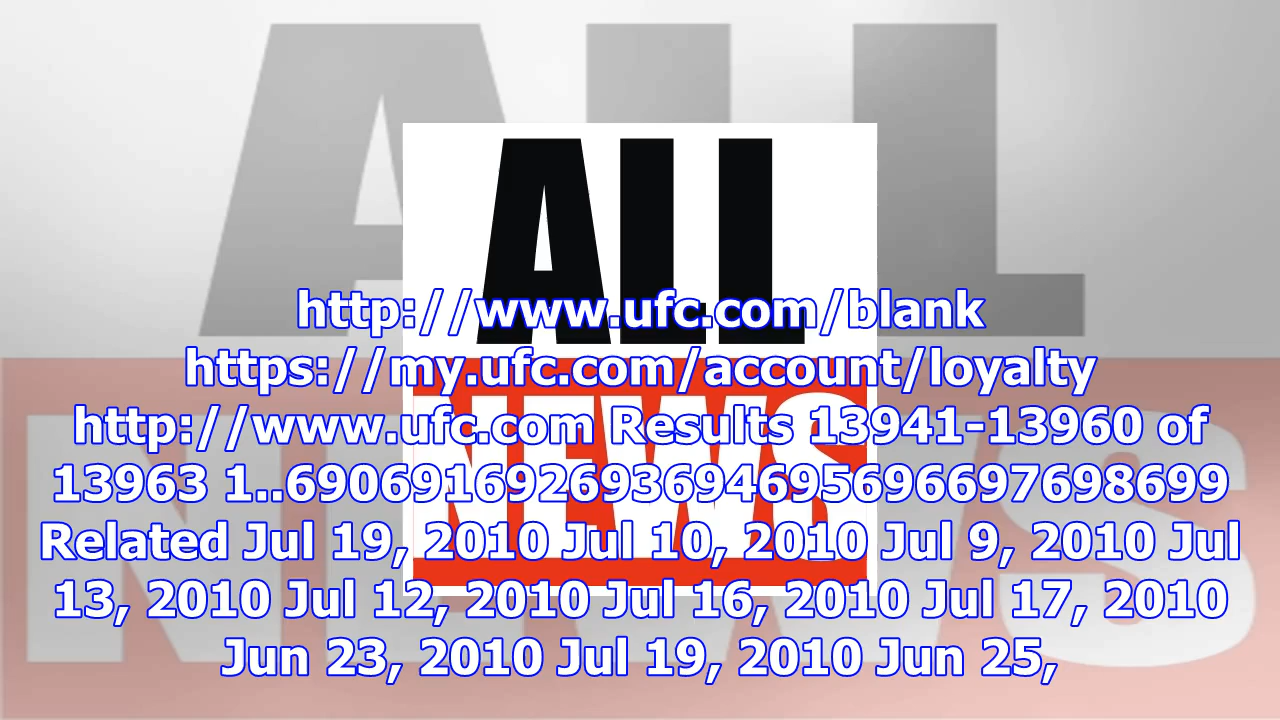 ALL
NEWS
http://www.ufc.com/blank
https://my.ufc.com/account/loyalty
http://www.ufc.com Results 13941-13960 of
13963 1..690691692693694695696697698699
Related Jul 19, 2010 Jul 10, 2010 Jul 9, 2010 Jul
13, 2010 Jul 12, 2010 Jul 16, 2010 Jul 17, 2010
Jun 23, 2010 Jul 19, 2010 Jun 25,